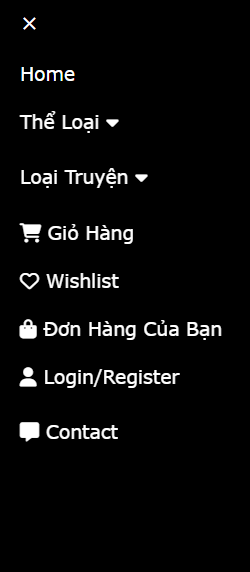 Home
Thể Loại
Loại Truyện
Giỏ Hàng
Wishlist
Đơn Hàng Của Bạn
Login/Register
Contact